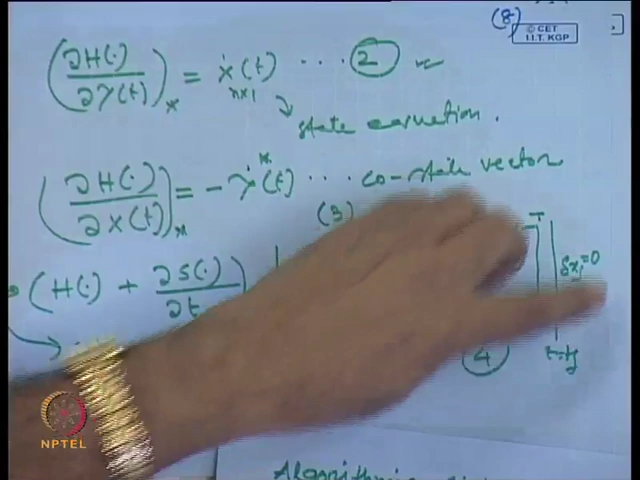 (8)
© CET
I.I.T. KGP
(∂H(·)/∂λ(t))* = ẋ(t) ... (2)
n×1
state equation.
(∂H(·)/∂x(t))* = - λ̇*(t) ... co-state vector
(3)
(H(·) + ∂S(·)/∂t)
T
δx_f=0
(4)
t=t_f
NPTEL